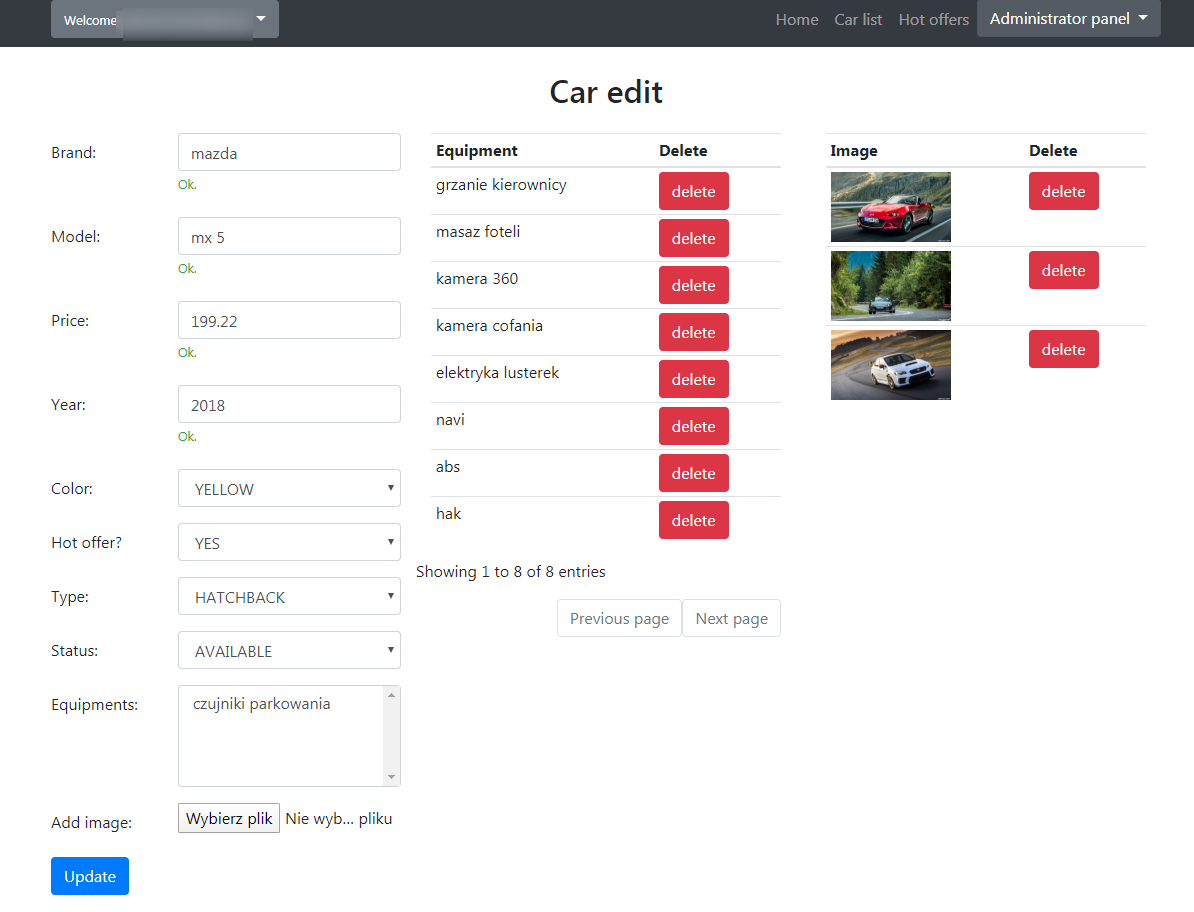 Welcome
Home Car list Hot offers Administrator panel
Car edit
Brand: mazda
Ok.
Model: mx 5
Ok.
Price: 199.22
Ok.
Year: 2018
Ok.
Color: YELLOW
Hot offer? YES
Type: HATCHBACK
Status: AVAILABLE
Equipments: czujniki parkowania
Add image: Wybierz plik Nie wyb... pliku
Update
Equipment Delete
grzanie kierownicy delete
masaz foteli delete
kamera 360 delete
kamera cofania delete
elektryka lusterek delete
navi delete
abs delete
hak delete
Showing 1 to 8 of 8 entries
Previous page Next page
Image Delete
delete
delete
delete